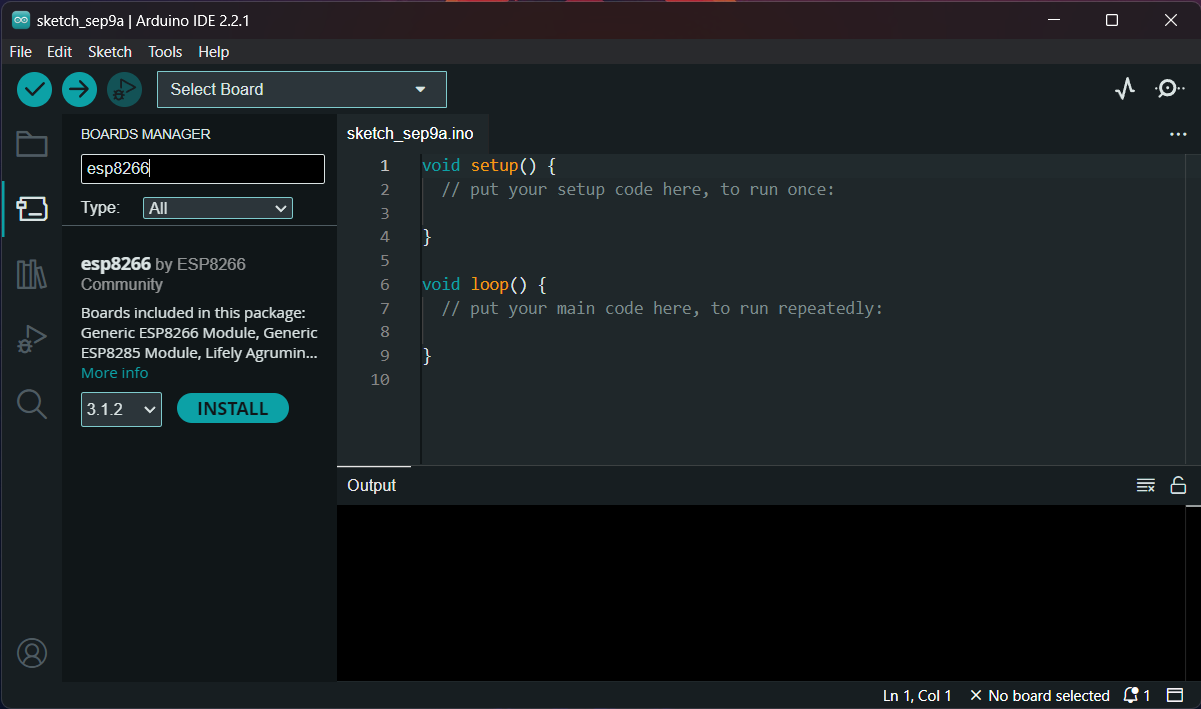 sketch_sep9a | Arduino IDE 2.2.1
File Edit Sketch Tools Help
Select Board
BOARDS MANAGER
esp8266
Type: All
esp8266 by ESP8266
Community
Boards included in this package:
Generic ESP8266 Module, Generic
ESP8285 Module, Lifely Agrumin...
More info
3.1.2 INSTALL
sketch_sep9a.ino
1 void setup() {
2 // put your setup code here, to run once:
3
4 }
5
6 void loop() {
7 // put your main code here, to run repeatedly:
8
9 }
10
Output
Ln 1, Col 1 No board selected 1